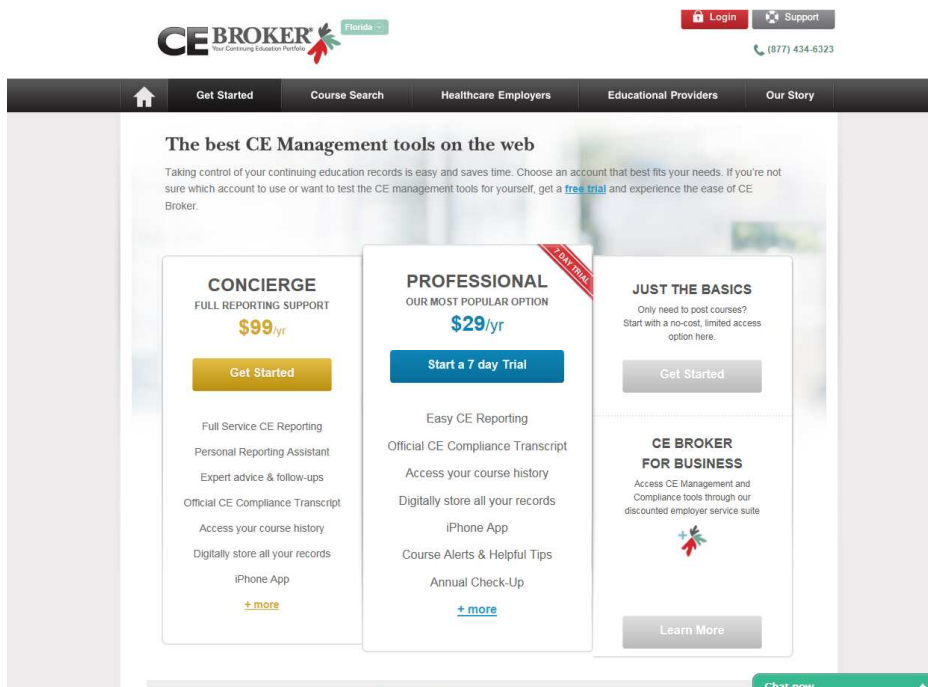 CE BROKER
Your Continuing Education Portfolio
Florida
Login
Support
(877) 434-6323
Get Started
Course Search
Healthcare Employers
Educational Providers
Our Story
The best CE Management tools on the web
Taking control of your continuing education records is easy and saves time. Choose an account that best fits your needs. If you're not
sure which account to use or want to test the CE management tools for yourself, get a free trial and experience the ease of CE
Broker.
CONCIERGE
FULL REPORTING SUPPORT
$99/yr
Get Started
Full Service CE Reporting
Personal Reporting Assistant
Expert advice & follow-ups
Official CE Compliance Transcript
Access your course history
Digitally store all your records
iPhone App
+ more
7 DAY TRIAL
PROFESSIONAL
OUR MOST POPULAR OPTION
$29/yr
Start a 7 day Trial
Easy CE Reporting
Official CE Compliance Transcript
Access your course history
Digitally store all your records
iPhone App
Course Alerts & Helpful Tips
Annual Check-Up
+ more
JUST THE BASICS
Only need to post courses?
Start with a no-cost, limited access
option here.
Get Started
CE BROKER
FOR BUSINESS
Access CE Management and
Compliance tools through our
discounted employer service suite
Learn More
Chat now